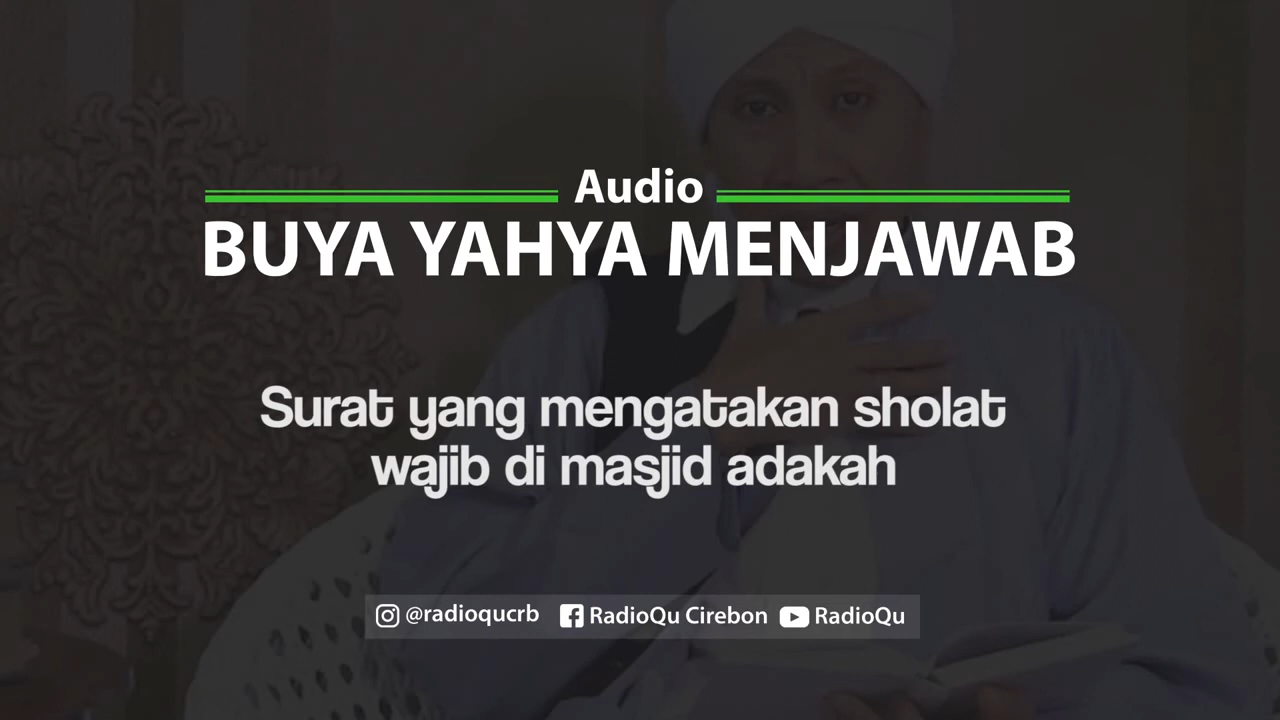 Audio
BUYA YAHYA MENJAWAB
Surat yang mengatakan sholat
wajib di masjid adakah
@radioqucrb RadioQu Cirebon RadioQu